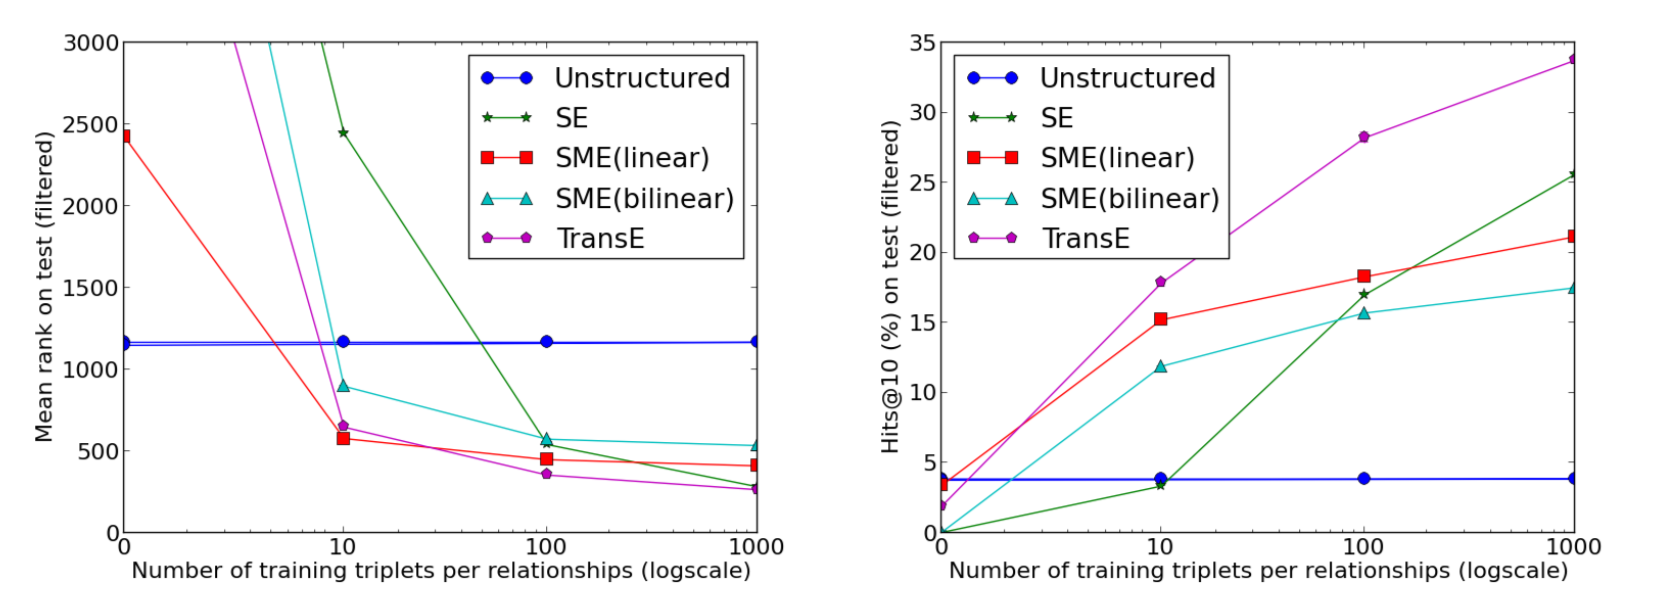 3000
2500
2000
1500
1000
500
0
0
10
100
1000
Mean rank on test (filtered)
Number of training triplets per relationships (logscale)
Unstructured
SE
SME(linear)
SME(bilinear)
TransE
35
30
25
20
15
10
5
0
0
10
100
1000
Hits@10 (%) on test (filtered)
Number of training triplets per relationships (logscale)
Unstructured
SE
SME(linear)
SME(bilinear)
TransE